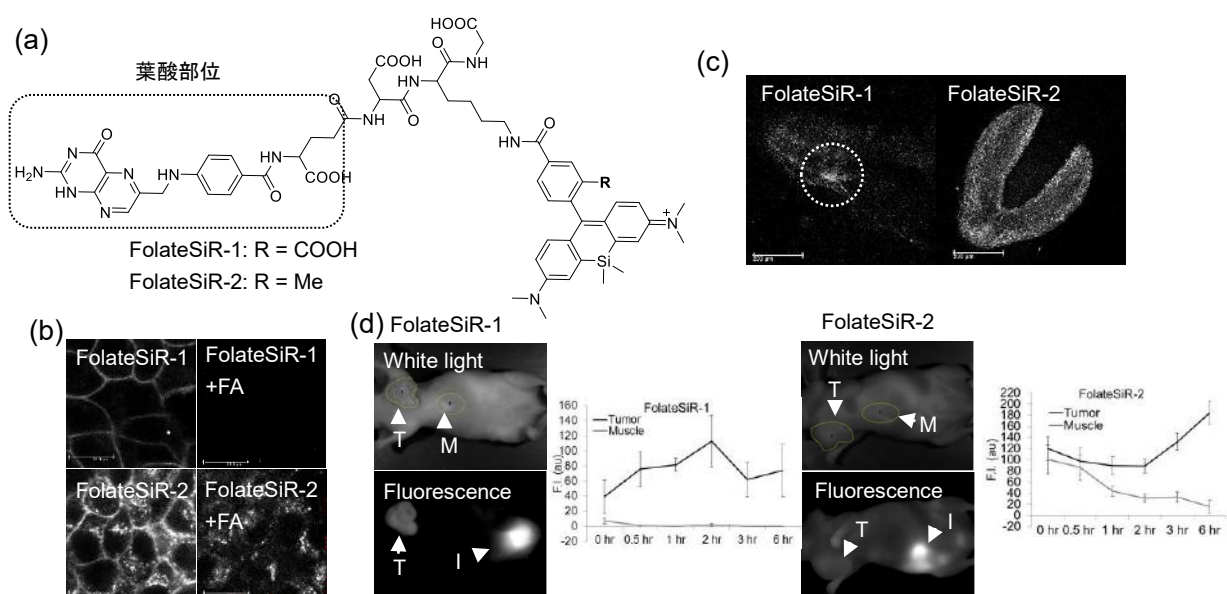 (a)
葉酸部位
HOOC
COOH
H
N
O
N
H
O
HN
O
O
N
H
O
HN
O
O
N
H2N
N
HN
N
N
H
N
O
H
N
COOH
R
N
+
Si
N
FolateSiR-1: R = COOH
FolateSiR-2: R = Me
(b)
FolateSiR-1
FolateSiR-1
+FA
FolateSiR-2
FolateSiR-2
+FA
(c)
FolateSiR-1
FolateSiR-2
(d)
FolateSiR-1
White light
T
M
Fluorescence
T
I
FolateSiR-1
Tumor
Muscle
F.I. (au)
160
140
120
100
80
60
40
20
0
-20
0 hr
0.5 hr
1 hr
2 hr
3 hr
6 hr
FolateSiR-2
White light
T
M
Fluorescence
T
I
FolateSiR-2
Tumor
Muscle
F.I. (au)
220
200
180
160
140
120
100
80
60
40
20
0
-20
0 hr
0.5 hr
1 hr
2 hr
3 hr
6 hr